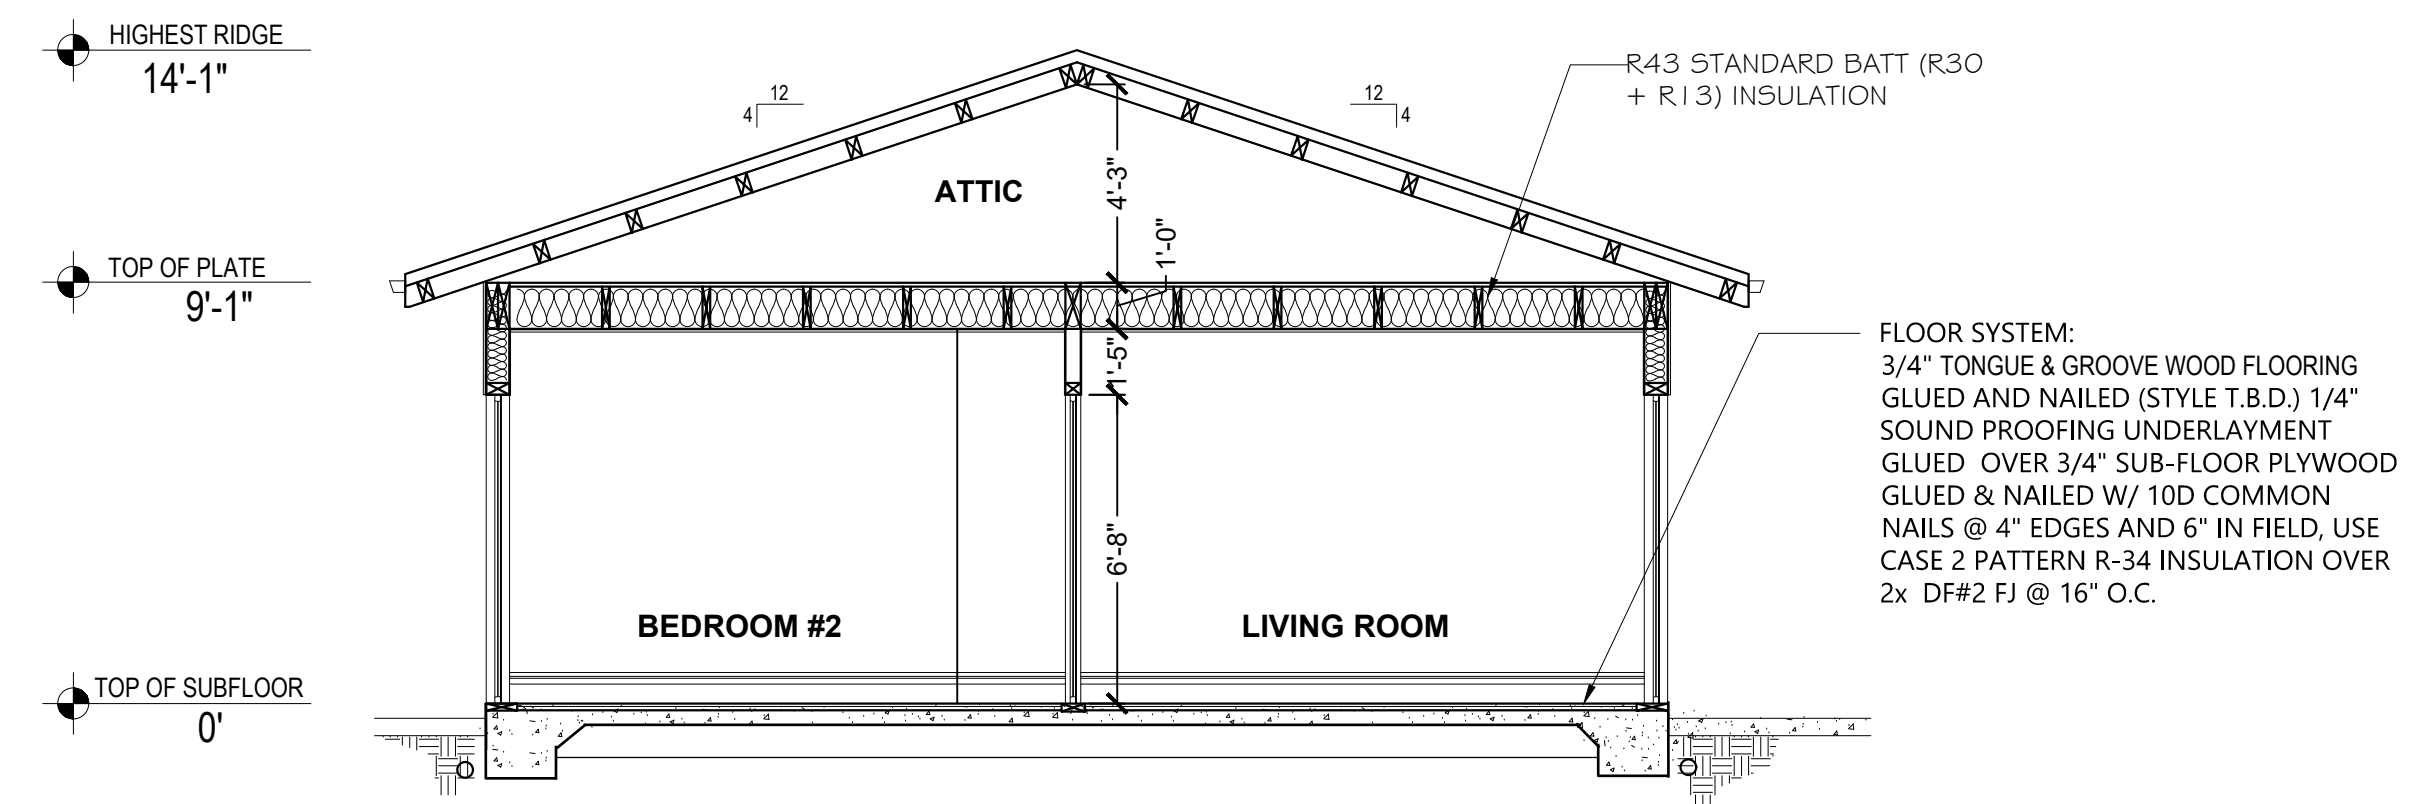 HIGHEST RIDGE
14'-1"
12
4
12
4
R43 STANDARD BATT (R30
+ R13) INSULATION
ATTIC
4'-3"
1'-0"
TOP OF PLATE
9'-1"
1'-5"
FLOOR SYSTEM:
3/4" TONGUE & GROOVE WOOD FLOORING
GLUED AND NAILED (STYLE T.B.D.) 1/4"
SOUND PROOFING UNDERLAYMENT
GLUED OVER 3/4" SUB-FLOOR PLYWOOD
GLUED & NAILED W/ 10D COMMON
NAILS @ 4" EDGES AND 6" IN FIELD, USE
CASE 2 PATTERN R-34 INSULATION OVER
2x DF#2 FJ @ 16" O.C.
6'-8"
BEDROOM #2
LIVING ROOM
TOP OF SUBFLOOR
0'